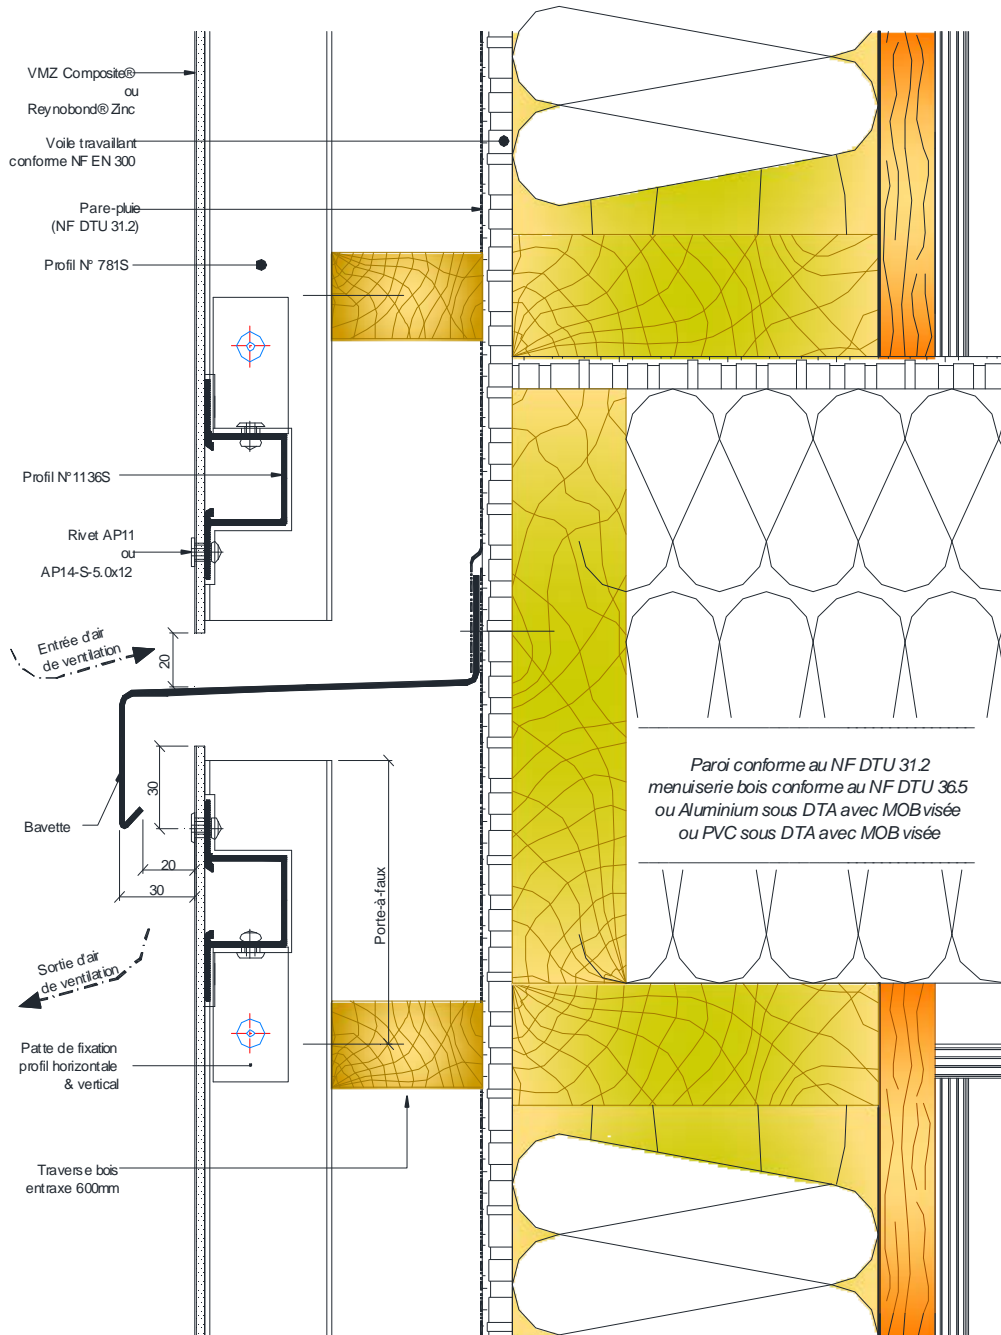 VMZ Composite®
ou
Reynobond® Zinc
Voile travaillant
conforme NF EN 300
Pare-pluie
(NF DTU 31.2)
Profil N° 781S
Profil N°1136S
Rivet AP11
ou
AP14-S-5.0x12
Entrée d'air
de ventilation
20
30
Bavette
20
30
Porte-à-faux
Paroi conforme au NF DTU 31.2
menuiserie bois conforme au NF DTU 36.5
ou Aluminium sous DTA avec MOB visée
ou PVC sous DTA avec MOB visée
Sortie d'air
de ventilation
Patte de fixation
profil horizontale
& vertical
Traverse bois
entraxe 600mm